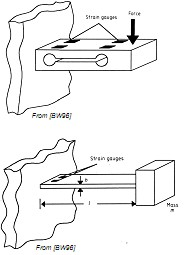 Strain gauges
Force
From [BW96]
Strain gauges
b
l
Mass
m
From [BW96]